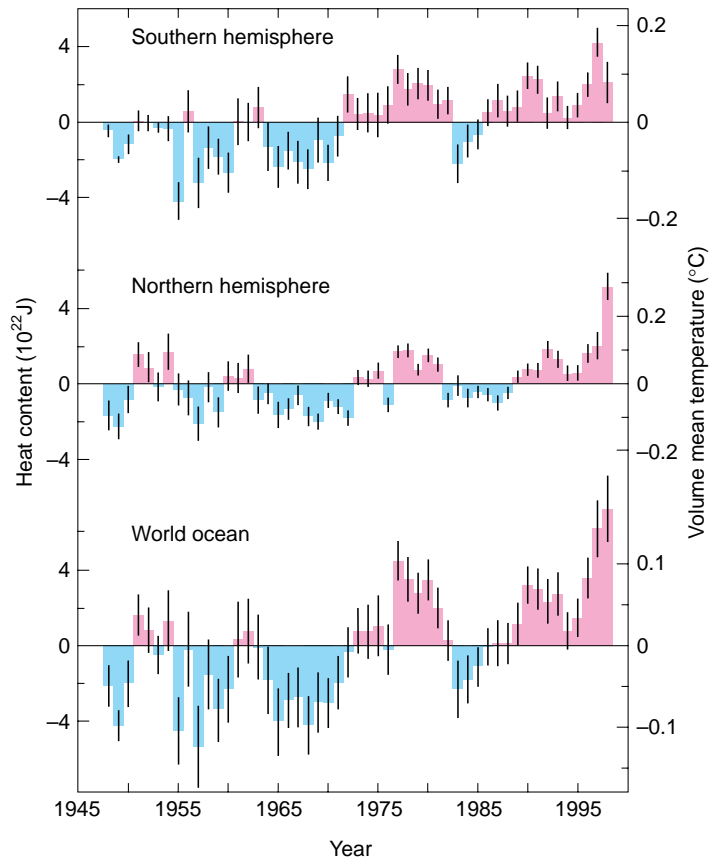 Southern hemisphere
4
0
−4
0.2
0
−0.2
Northern hemisphere
4
0
−4
0.2
0
−0.2
World ocean
4
0
−4
0.1
0
−0.1
Heat content (10²²J)
Volume mean temperature (°C)
1945 1955 1965 1975 1985 1995
Year